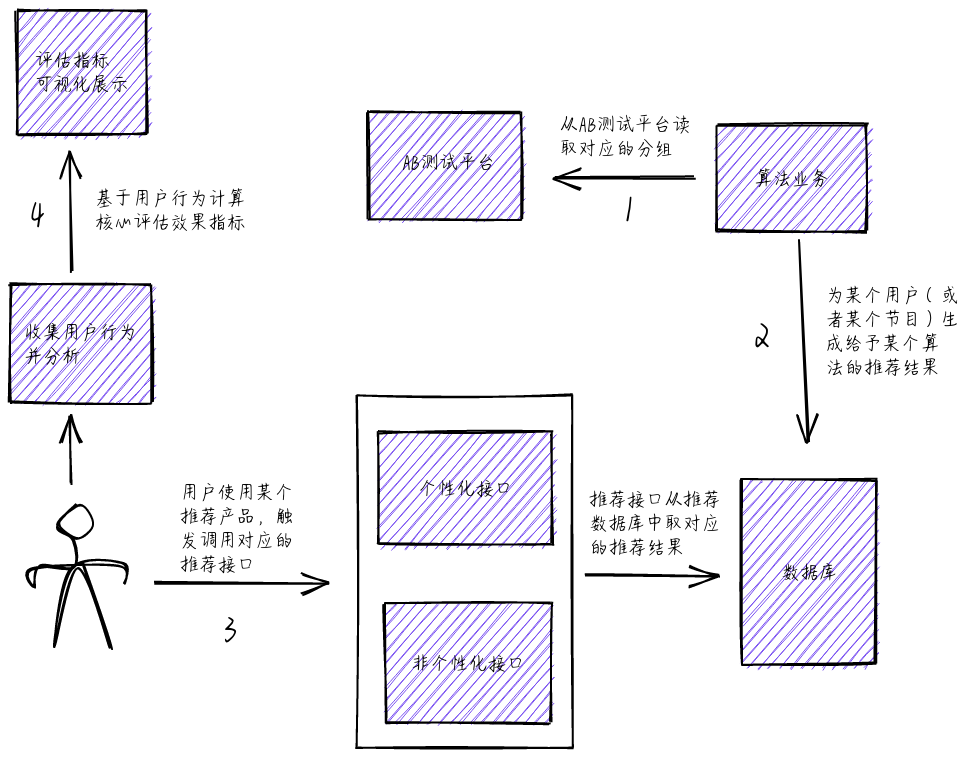 评估指标
可视化展示
从AB测试平台读
取对应的分组
AB测试平台
算法业务
1
4
基于用户行为计算
核心评估效果指标
为某个用户(或
者某个节目)生
成给予某个算
法的推荐结果
2
收集用户行为
并分析
用户使用某个
推荐产品,触
发调用对应的
推荐接口
3
个性化接口
非个性化接口
推荐接口从推荐
数据库中取对应
的推荐结果
数据库